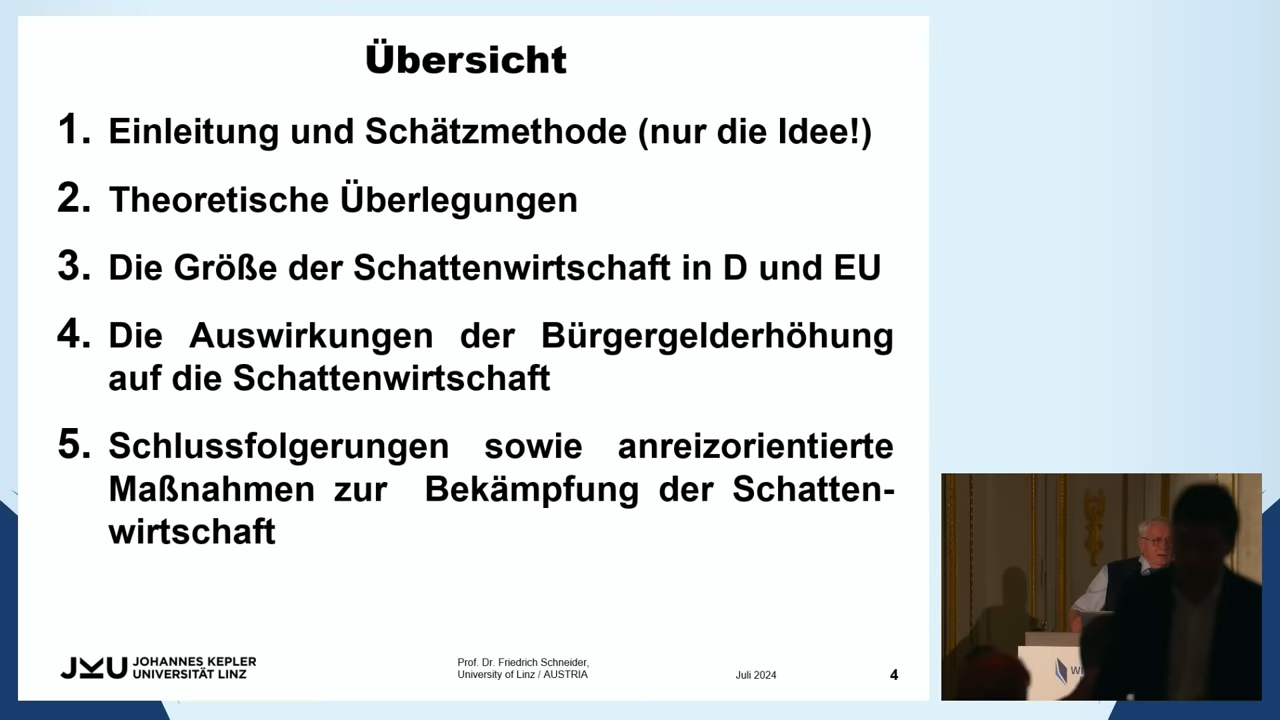 Übersicht
1. Einleitung und Schätzmethode (nur die Idee!)
2. Theoretische Überlegungen
3. Die Größe der Schattenwirtschaft in D und EU
4. Die Auswirkungen der Bürgergelderhöhung
auf die Schattenwirtschaft
5. Schlussfolgerungen sowie anreizorientierte
Maßnahmen zur Bekämpfung der Schatten-
wirtschaft
JKU JOHANNES KEPLER
UNIVERSITÄT LINZ
Prof. Dr. Friedrich Schneider,
University of Linz / AUSTRIA
Juli 2024
4